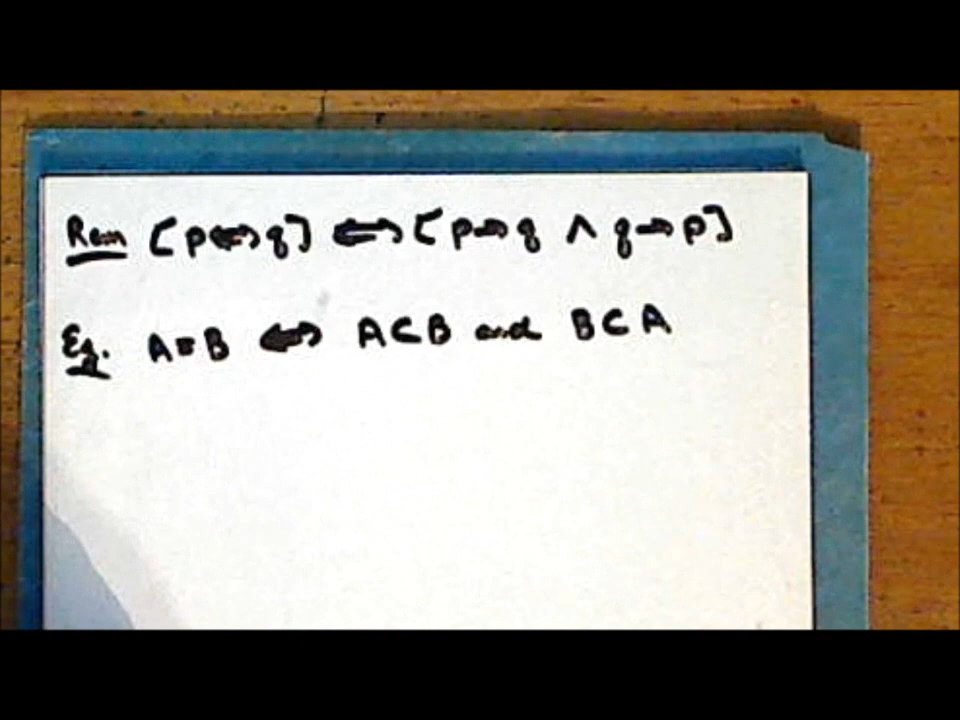 Rem [p⟺q] ⟺ [p⟹q ∧ q⟹p]
Eg. A=B ⟺ A⊂B and B⊂A